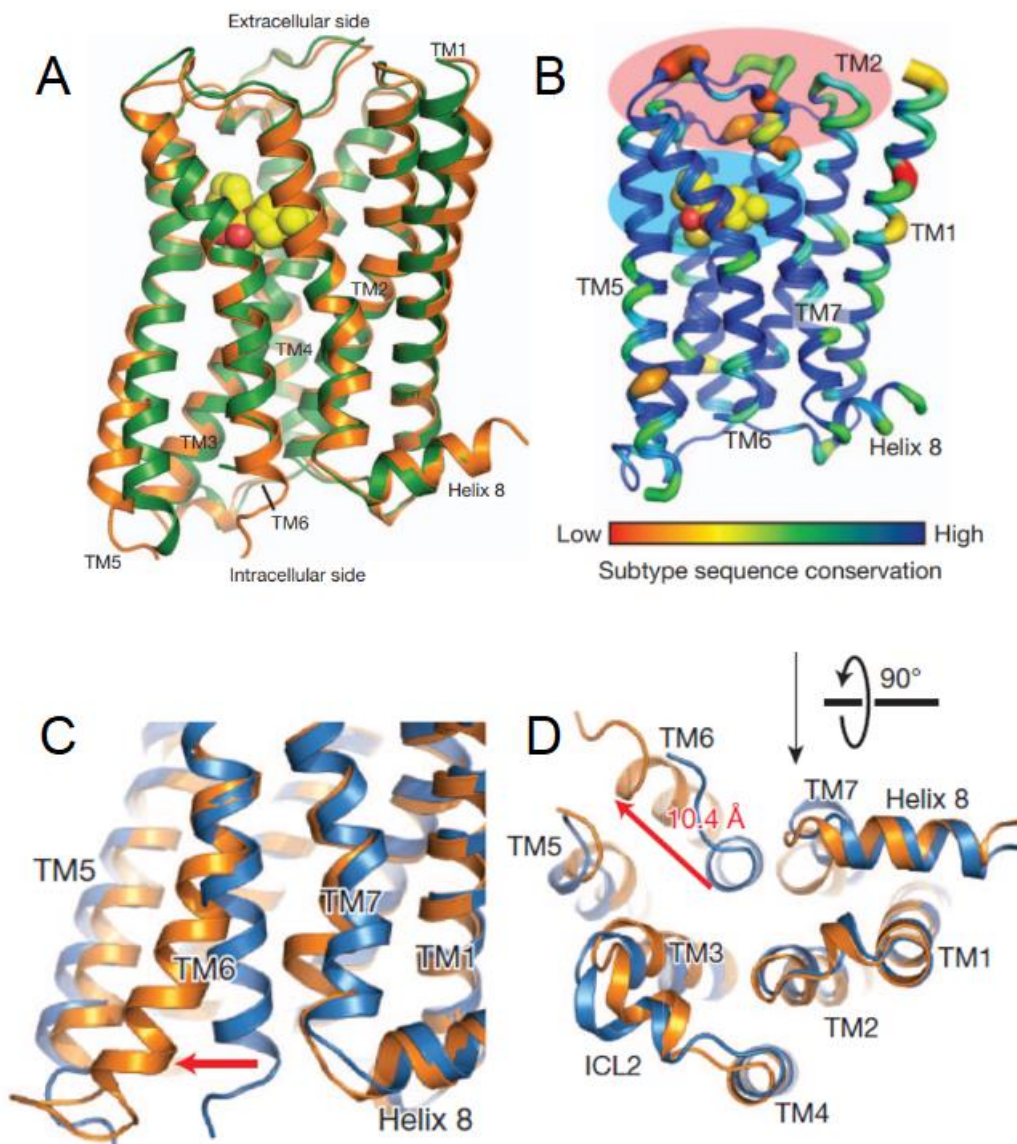 A
Extracellular side
TM1
TM2
TM4
TM3
TM6
Helix 8
TM5
Intracellular side
B
TM2
TM1
TM5
TM7
TM6
Helix 8
Low
High
Subtype sequence conservation
C
TM5
TM7
TM6
TM1
Helix 8
D
90°
TM6
TM7
Helix 8
10.4 Å
TM5
TM3
TM1
TM2
ICL2
TM4